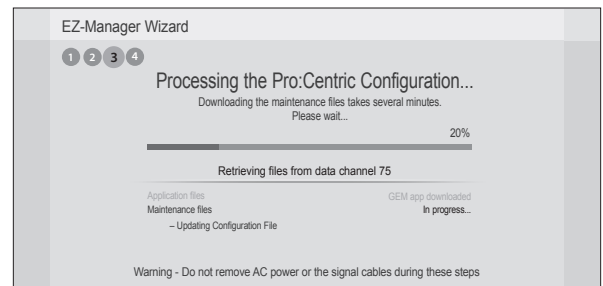 EZ-Manager Wizard
1 2 3 4
Processing the Pro:Centric Configuration...
Downloading the maintenance files takes several minutes.
Please wait...
20%
Retrieving files from data channel 75
Application files GEM app downloaded
Maintenance files In progress...
– Updating Configuration File
Warning - Do not remove AC power or the signal cables during these steps